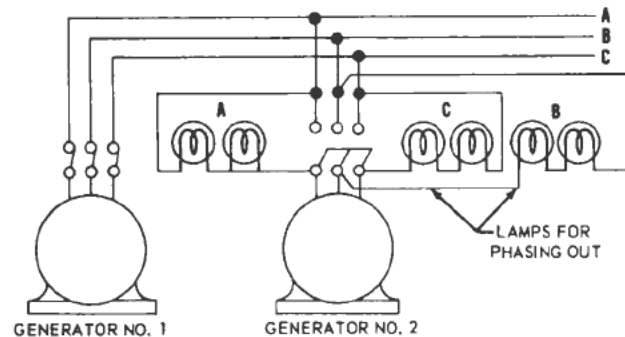 A
B
C
A
C
B
LAMPS FOR
PHASING OUT
GENERATOR NO. 1
GENERATOR NO. 2